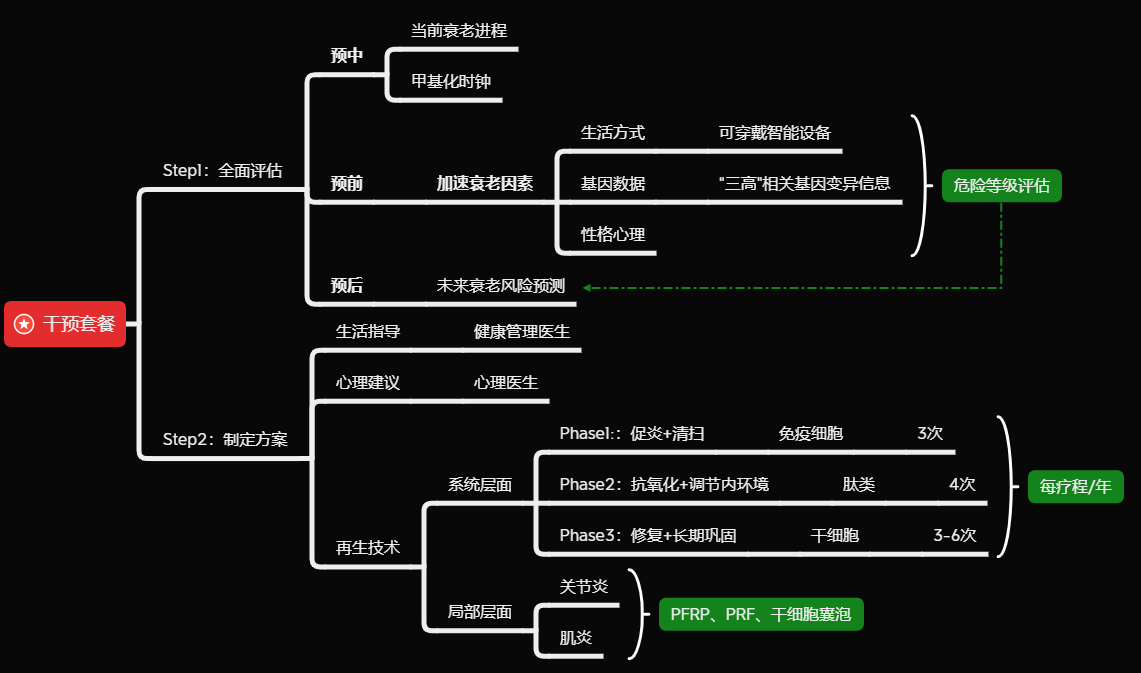 干预套餐
Step1：全面评估
预中
当前衰老进程
甲基化时钟
预前
加速衰老因素
生活方式
可穿戴智能设备
基因数据
"三高"相关基因变异信息
性格心理
危险等级评估
预后
未来衰老风险预测
Step2：制定方案
生活指导
健康管理医生
心理建议
心理医生
再生技术
系统层面
Phase1:：促炎+清扫
免疫细胞
3次
Phase2：抗氧化+调节内环境
肽类
4次
Phase3：修复+长期巩固
干细胞
3-6次
每疗程/年
局部层面
关节炎
肌炎
PFRP、PRF、干细胞囊泡